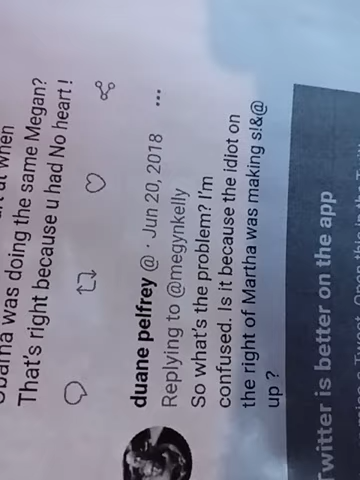 was doing the same Megan?
That's right because u had No heart!
duane pelfrey @ · Jun 20, 2018 ...
Replying to @megynkelly
So what's the problem? I'm
confused. Is it because the idiot on
the right of Martha was making s!&@
up?
Twitter is better on the app